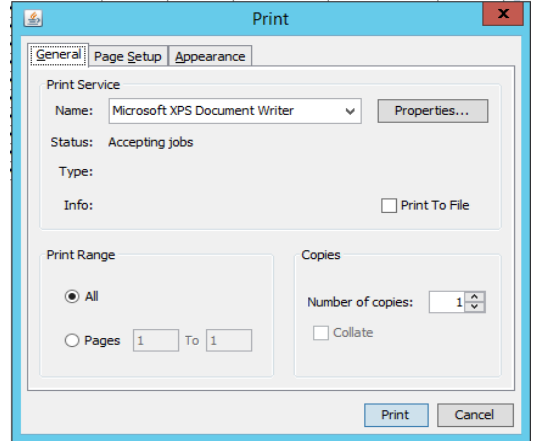 Print
x
General Page Setup Appearance
Print Service
Name: Microsoft XPS Document Writer Properties...
Status: Accepting jobs
Type:
Info: Print To File
Print Range Copies
All Number of copies: 1
Pages 1 To 1 Collate
Print Cancel